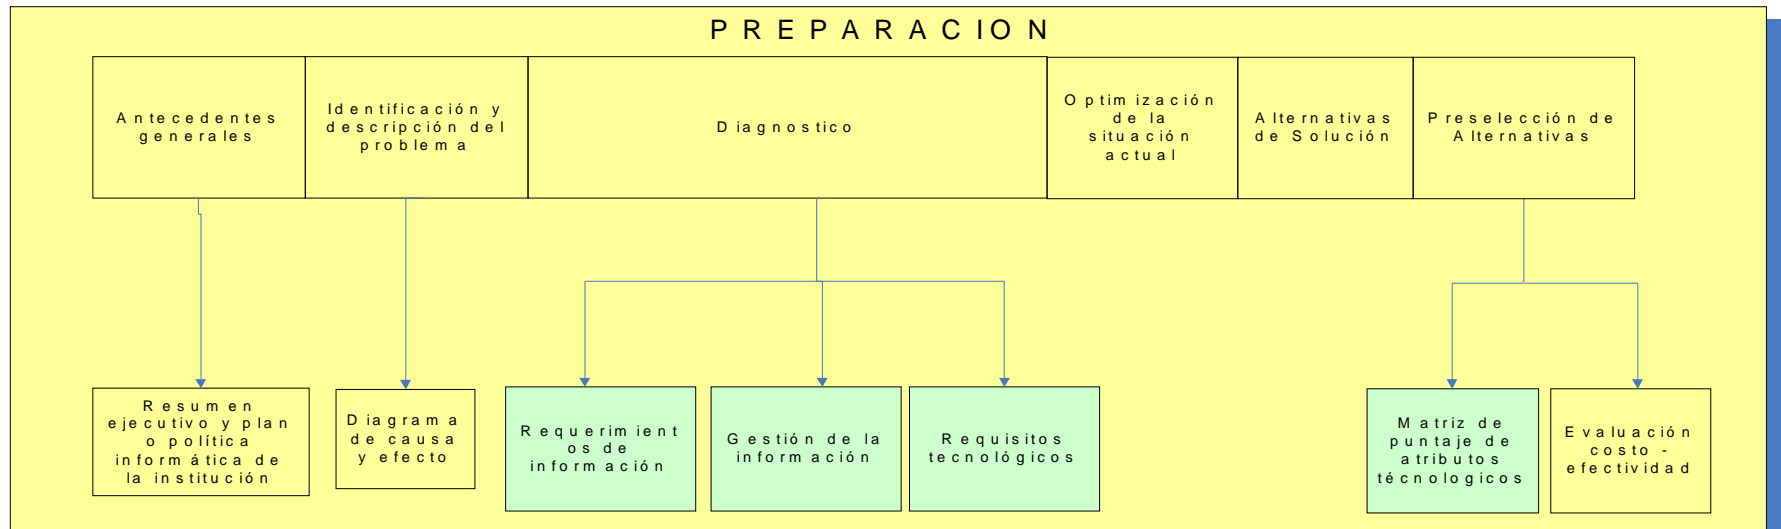 PREPARACION
Antecedentes
generales
Identificación y
descripción del
problema
Diagnostico
Optimización
de la
situación
actual
Alternativas
de Solución
Preselección de
Alternativas
Resumen
ejecutivo y plan
o política
informática de
la institución
Diagrama
de causa
y efecto
Requerimient
os de
información
Gestión de la
información
Requisitos
tecnológicos
Matriz de
puntaje de
atributos
técnologicos
Evaluación
costo -
efectividad